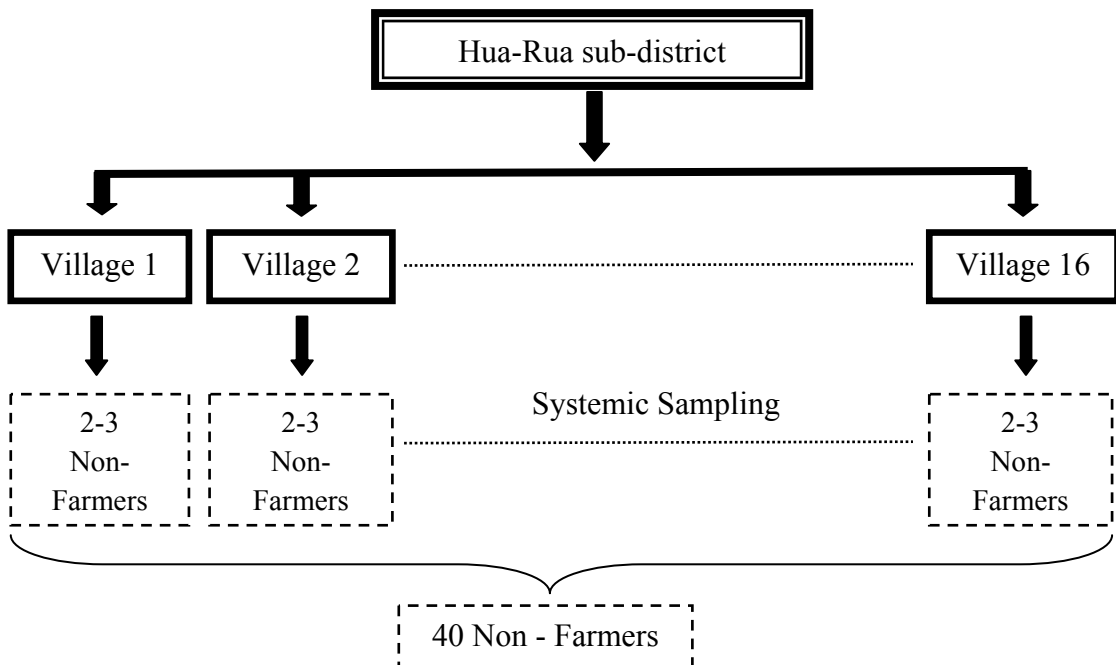 Hua-Rua sub-district
Village 1
Village 2
Village 16
2-3
Non-
Farmers
2-3
Non-
Farmers
Systemic Sampling
2-3
Non-
Farmers
40 Non - Farmers